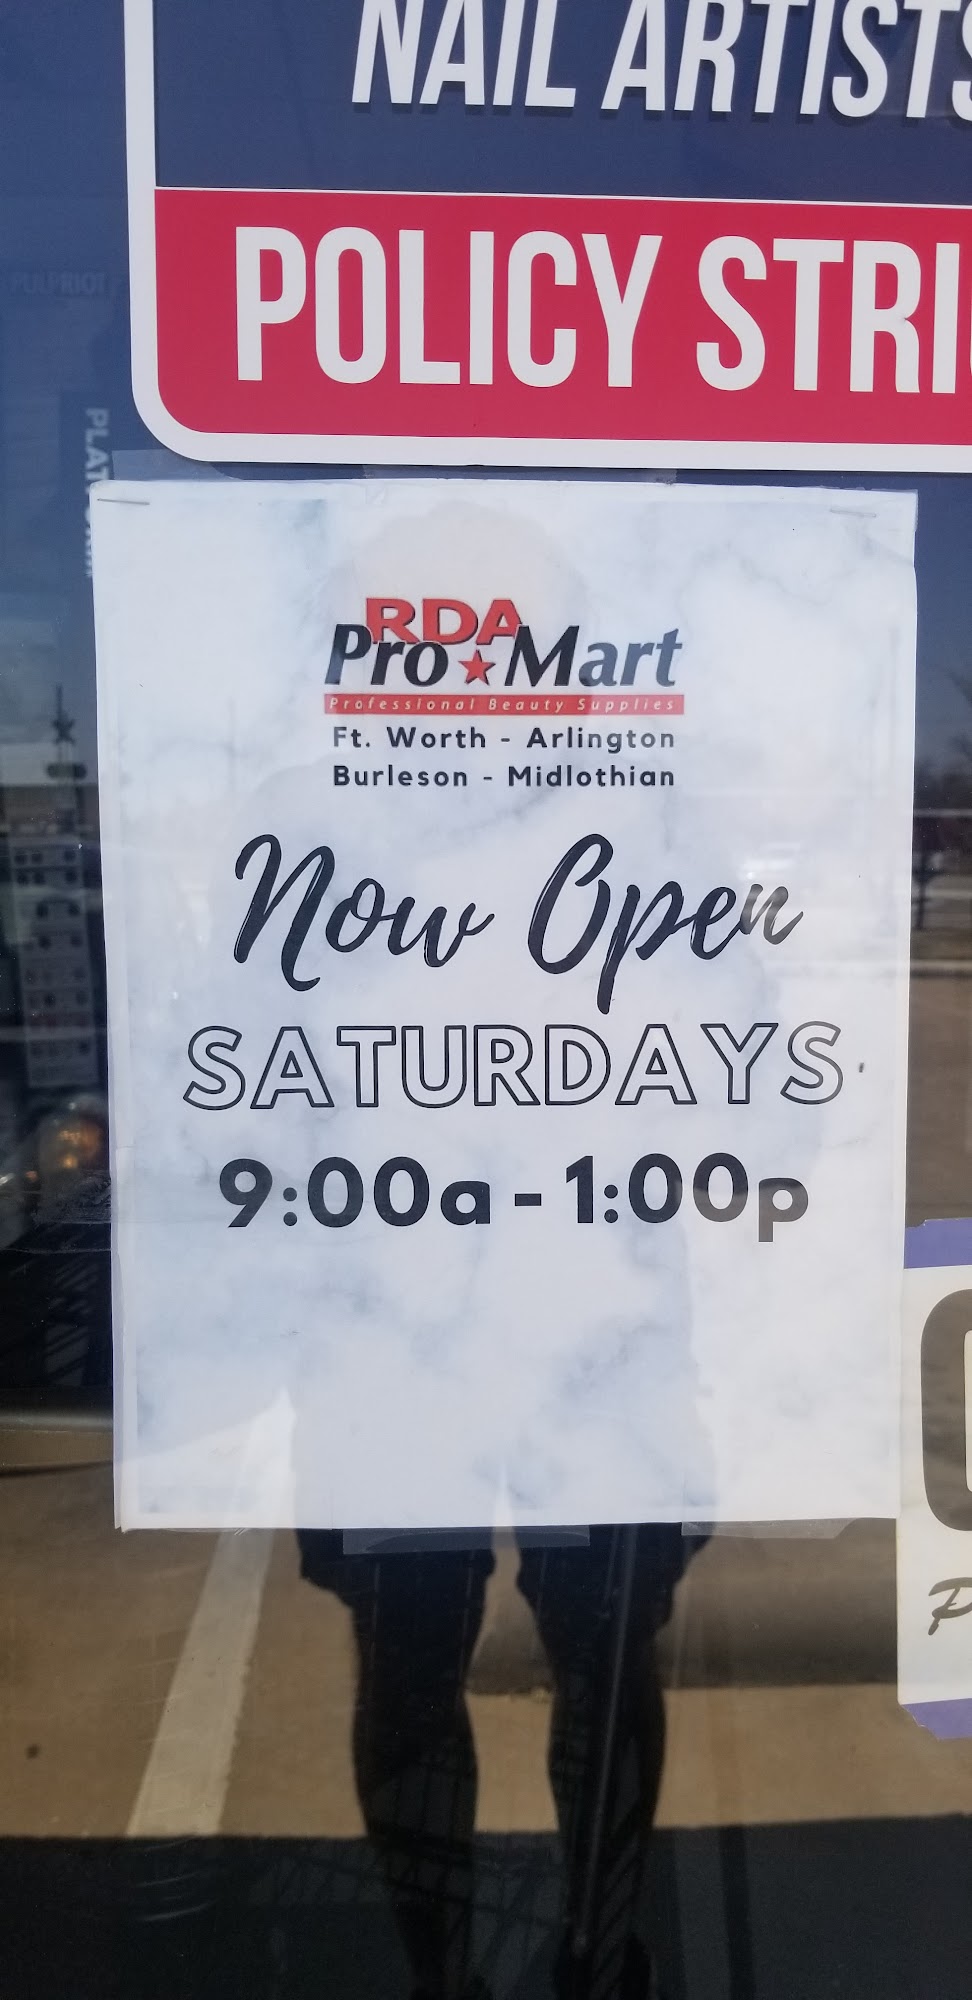 NAIL ARTISTS
POLICY STRI
PULPRIOT
RDA
Pro★Mart
Professional Beauty Supplies
Ft. Worth - Arlington
Burleson - Midlothian
Now Open
SATURDAYS
9:00a - 1:00p